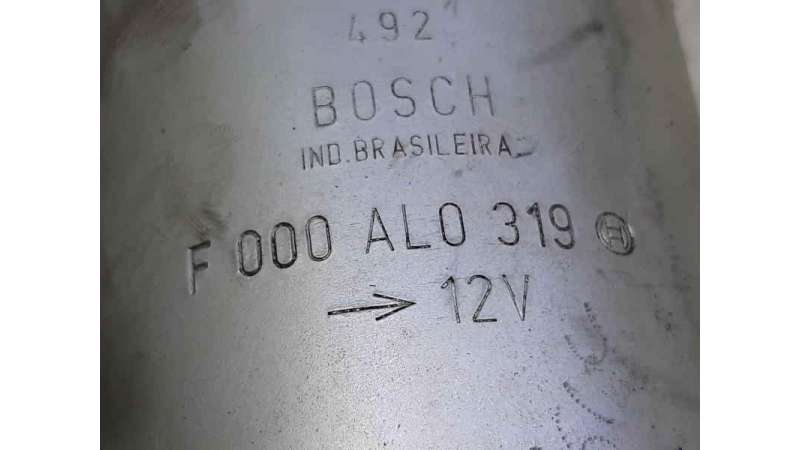 492
BOSCH
IND.BRASILEIRA
F 000 AL0 319 H
→ 12V